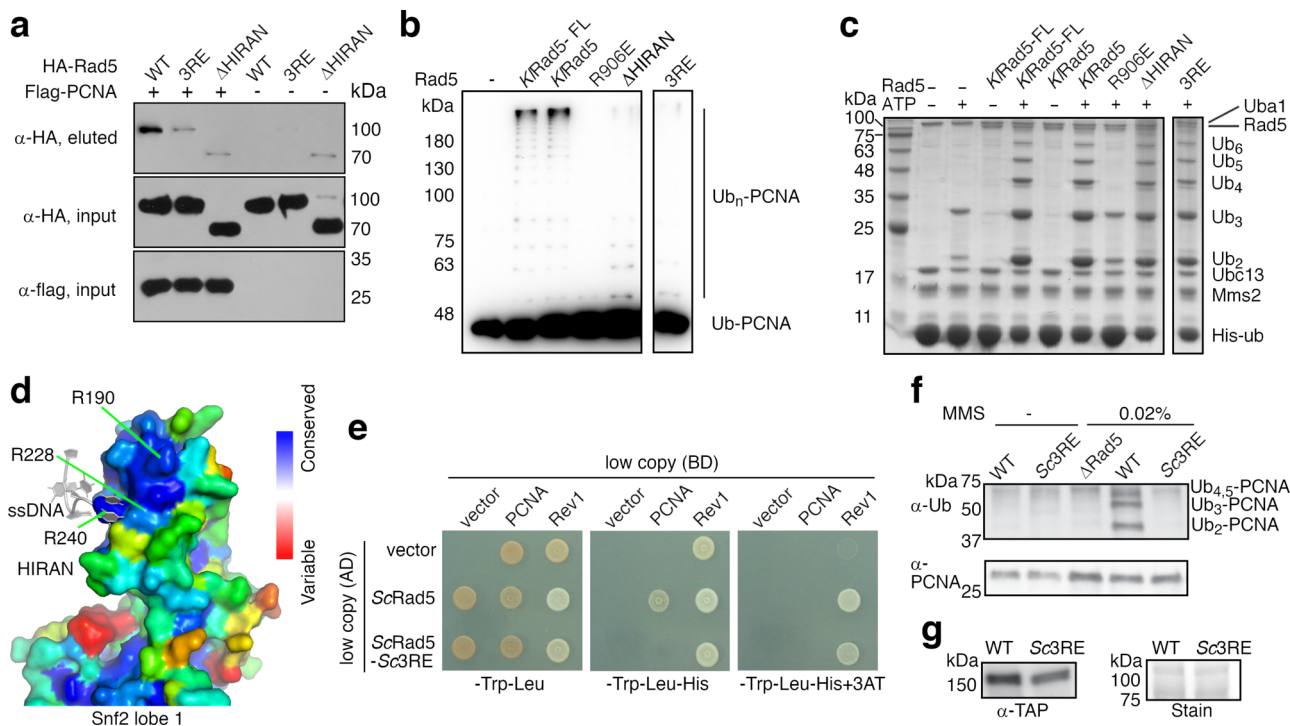 a
HA-Rad5 WT 3RE ΔHIRAN WT 3RE ΔHIRAN
Flag-PCNA + + + - - - kDa
α-HA, eluted 100
70
α-HA, input 100
70
α-flag, input 35
25
b
Rad5 - KlRad5-FL KlRad5 R906E ΔHIRAN 3RE
kDa
180
130
100
75
63
48
Ubn-PCNA
Ub-PCNA
c
Rad5 – – KlRad5-FL KlRad5-FL KlRad5 KlRad5 R906E ΔHIRAN 3RE
ATP – + – + – + + + +
kDa
100
75
63
48
35
25
17
11
Uba1
Rad5
Ub6
Ub5
Ub4
Ub3
Ub2
Ubc13
Mms2
His-ub
d
R190
R228
ssDNA
R240
HIRAN
Snf2 lobe 1
Conserved
Variable
e
low copy (BD)
vector PCNA Rev1 vector PCNA Rev1 vector PCNA Rev1
low copy (AD)
vector
ScRad5
ScRad5
-Sc3RE
-Trp-Leu -Trp-Leu-His -Trp-Leu-His+3AT
f
MMS - 0.02%
WT Sc3RE ΔRad5 WT Sc3RE
kDa 75
α-Ub 50
37
Ub4,5-PCNA
Ub3-PCNA
Ub2-PCNA
α-
PCNA 25
g
WT Sc3RE WT Sc3RE
kDa
150
α-TAP
kDa
100
75
Stain